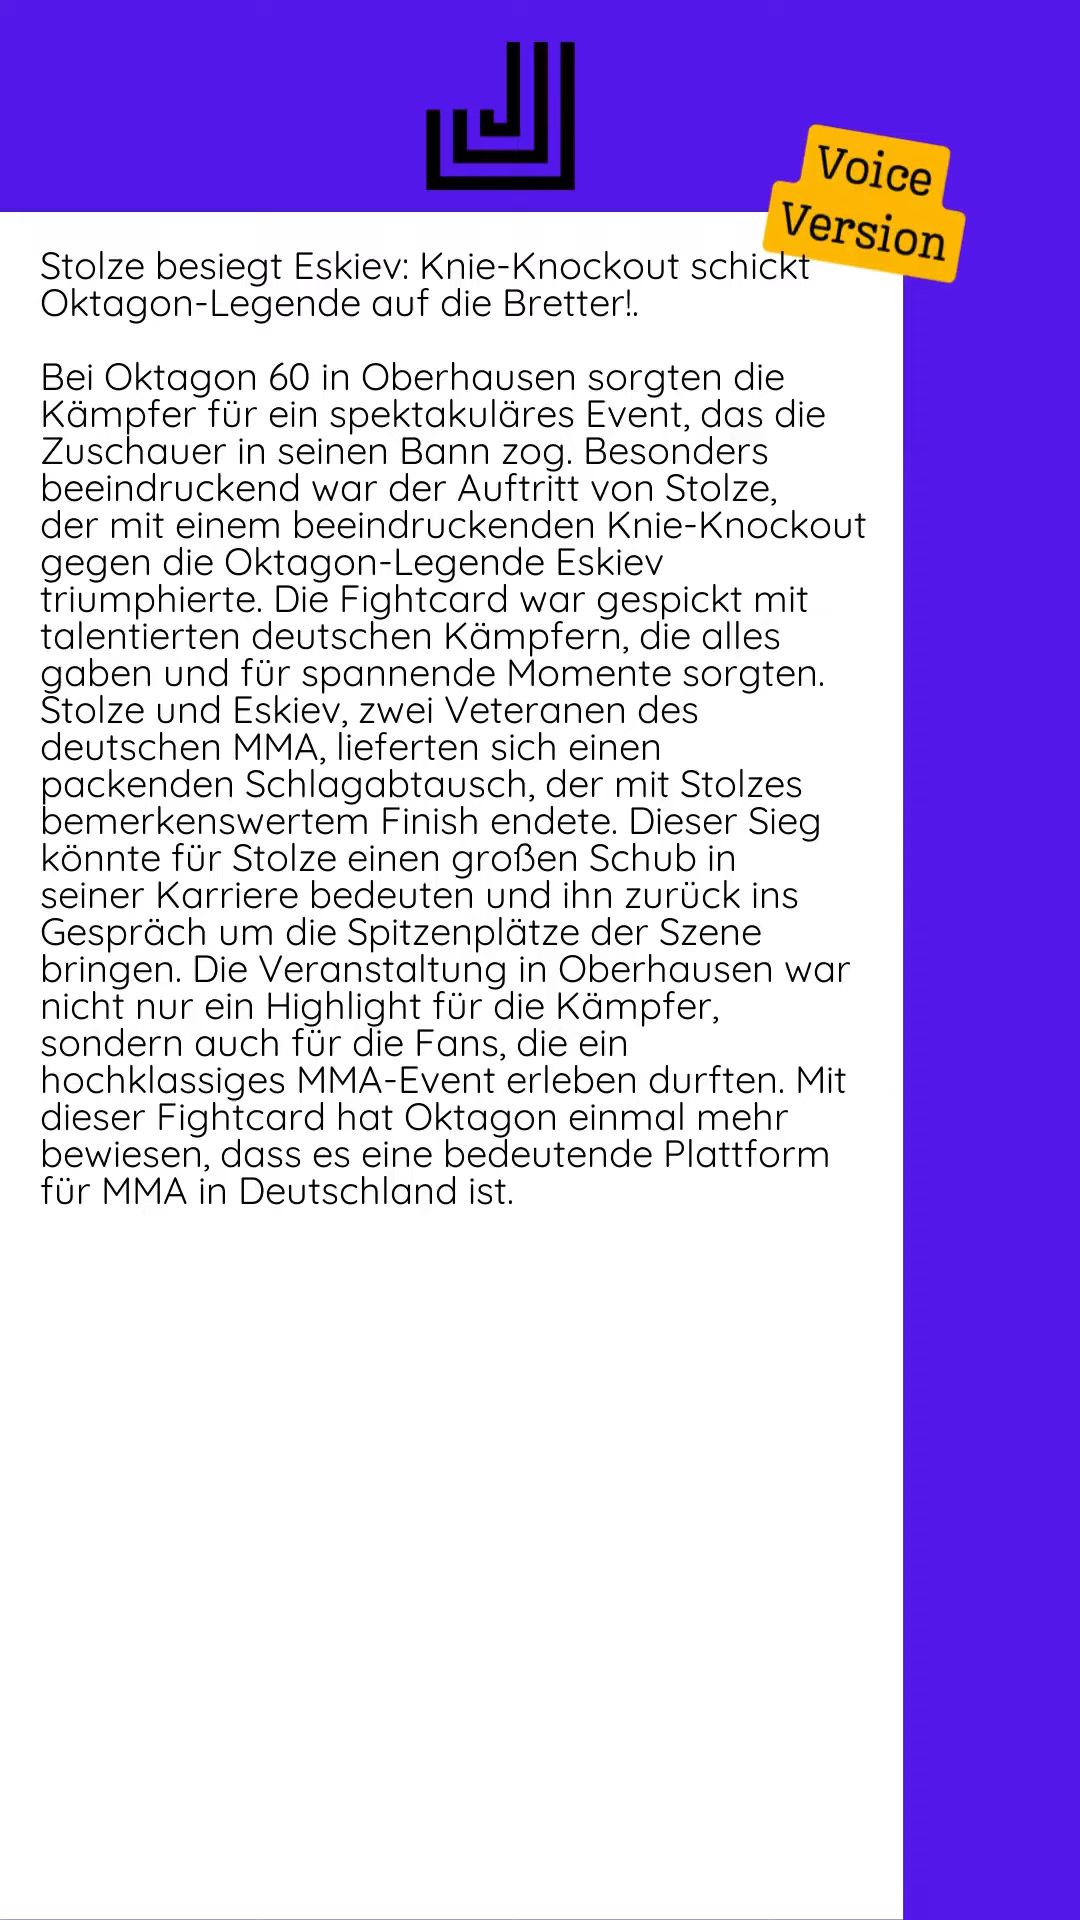 Voice
Version
Stolze besiegt Eskiev: Knie-Knockout schickt
Oktagon-Legende auf die Bretter!.
Bei Oktagon 60 in Oberhausen sorgten die
Kämpfer für ein spektakuläres Event, das die
Zuschauer in seinen Bann zog. Besonders
beeindruckend war der Auftritt von Stolze,
der mit einem beeindruckenden Knie-Knockout
gegen die Oktagon-Legende Eskiev
triumphierte. Die Fightcard war gespickt mit
talentierten deutschen Kämpfern, die alles
gaben und für spannende Momente sorgten.
Stolze und Eskiev, zwei Veteranen des
deutschen MMA, lieferten sich einen
packenden Schlagabtausch, der mit Stolzes
bemerkenswertem Finish endete. Dieser Sieg
könnte für Stolze einen großen Schub in
seiner Karriere bedeuten und ihn zurück ins
Gespräch um die Spitzenplätze der Szene
bringen. Die Veranstaltung in Oberhausen war
nicht nur ein Highlight für die Kämpfer,
sondern auch für die Fans, die ein
hochklassiges MMA-Event erleben durften. Mit
dieser Fightcard hat Oktagon einmal mehr
bewiesen, dass es eine bedeutende Plattform
für MMA in Deutschland ist.